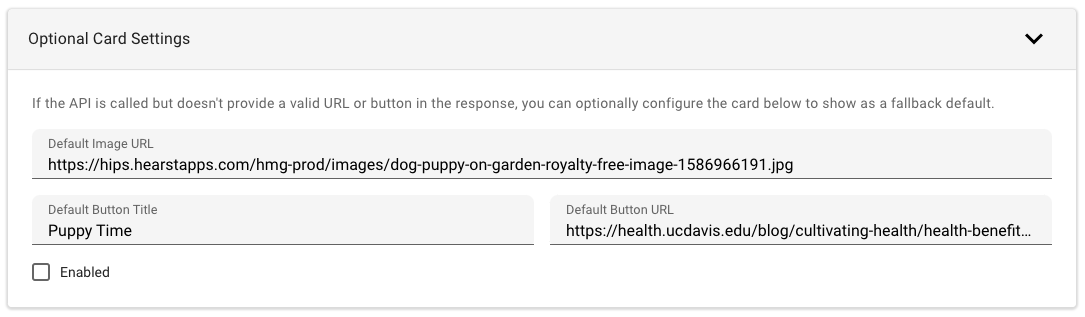 Optional Card Settings
If the API is called but doesn't provide a valid URL or button in the response, you can optionally configure the card below to show as a fallback default.
Default Image URL
https://hips.hearstapps.com/hmg-prod/images/dog-puppy-on-garden-royalty-free-image-1586966191.jpg
Default Button Title
Puppy Time
Default Button URL
https://health.ucdavis.edu/blog/cultivating-health/health-benefit...
Enabled